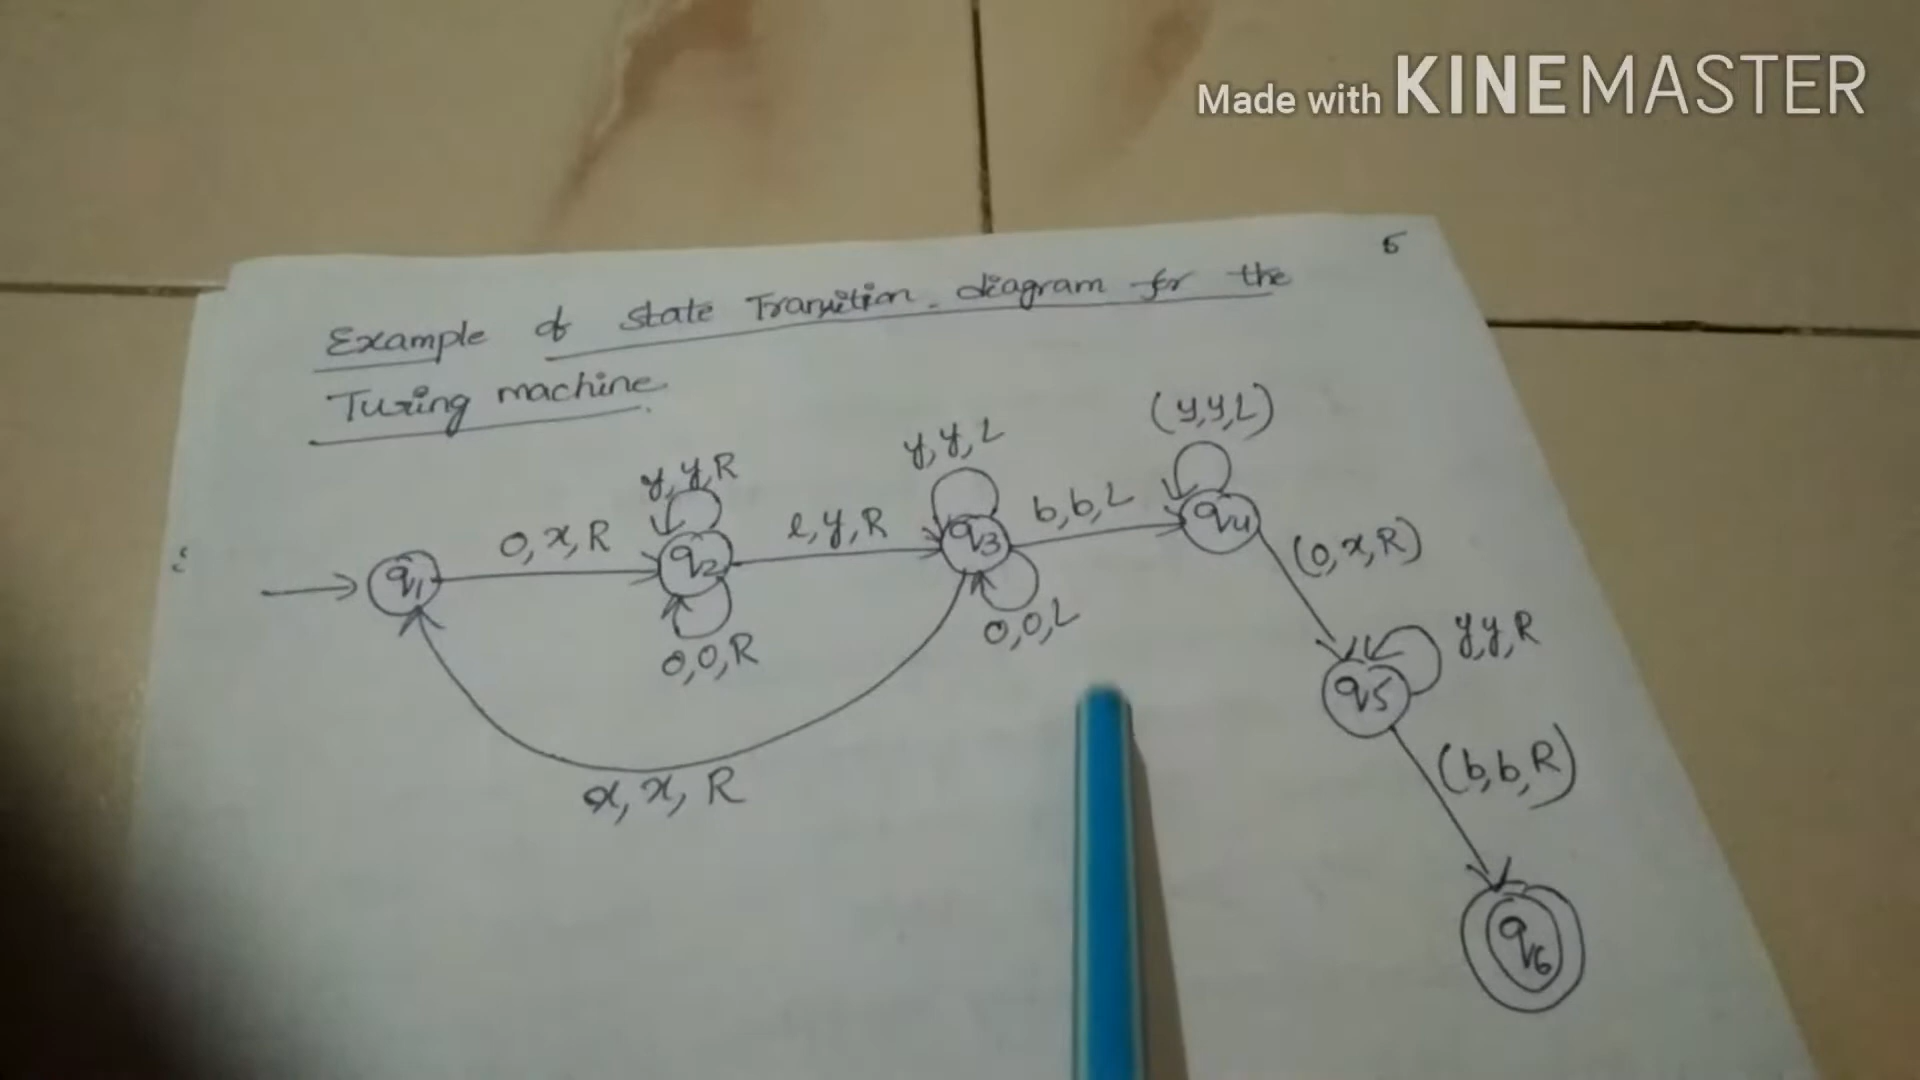 Made with KINEMASTER
5
Example of state Transition diagram for the
Turing machine
(y,y,L)
y,y,L
y,y,R
b,b,L
0,x,R
l,y,R
q1
q2
q3
q4
(0,x,R)
0,0,R
0,0,L
y,y,R
q5
x,x,R
(b,b,R)
q6